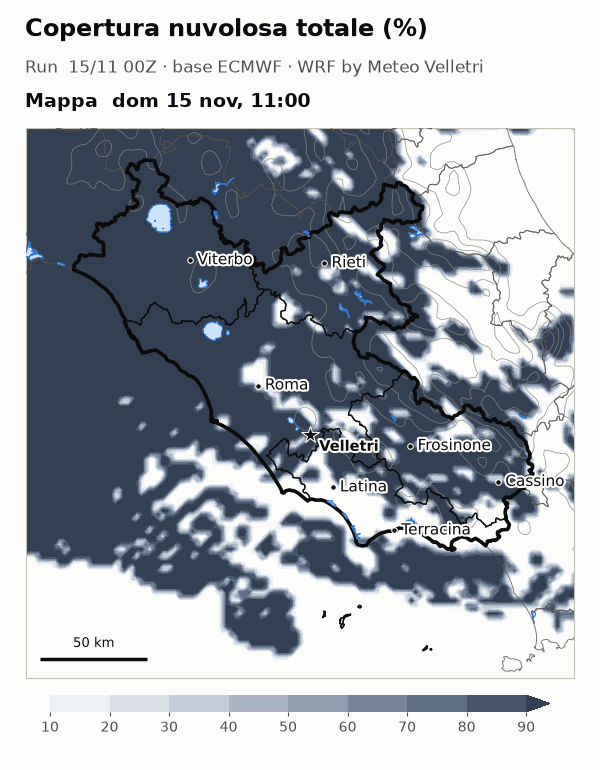 Copertura nuvolosa totale (%)
Run  15/11 00Z · base ECMWF · WRF by Meteo Velletri
Mappa  dom 15 nov, 11:00
Viterbo
Rieti
Roma
Velletri
Frosinone
Cassino
Latina
Terracina
50 km
10 20 30 40 50 60 70 80 90